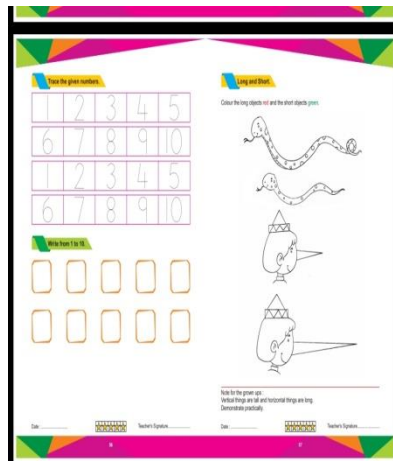 Trace the given numbers.
1 2 3 4 5
6 7 8 9 10
1 2 3 4 5
6 7 8 9 10
Write from 1 to 10.
Date :
Teacher's Signature
Long and Short.
Colour the long objects red and the short objects green.
Note for the grown ups :
Vertical things are tall and horizontal things are long.
Demonstrate practically.
Date :
Teacher's Signature